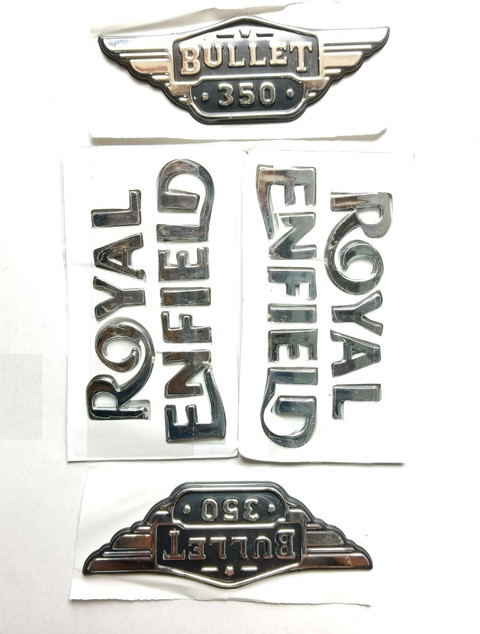 BULLET
350
ROYAL
ENFIELD
ROYAL
ENFIELD
BULLET
350